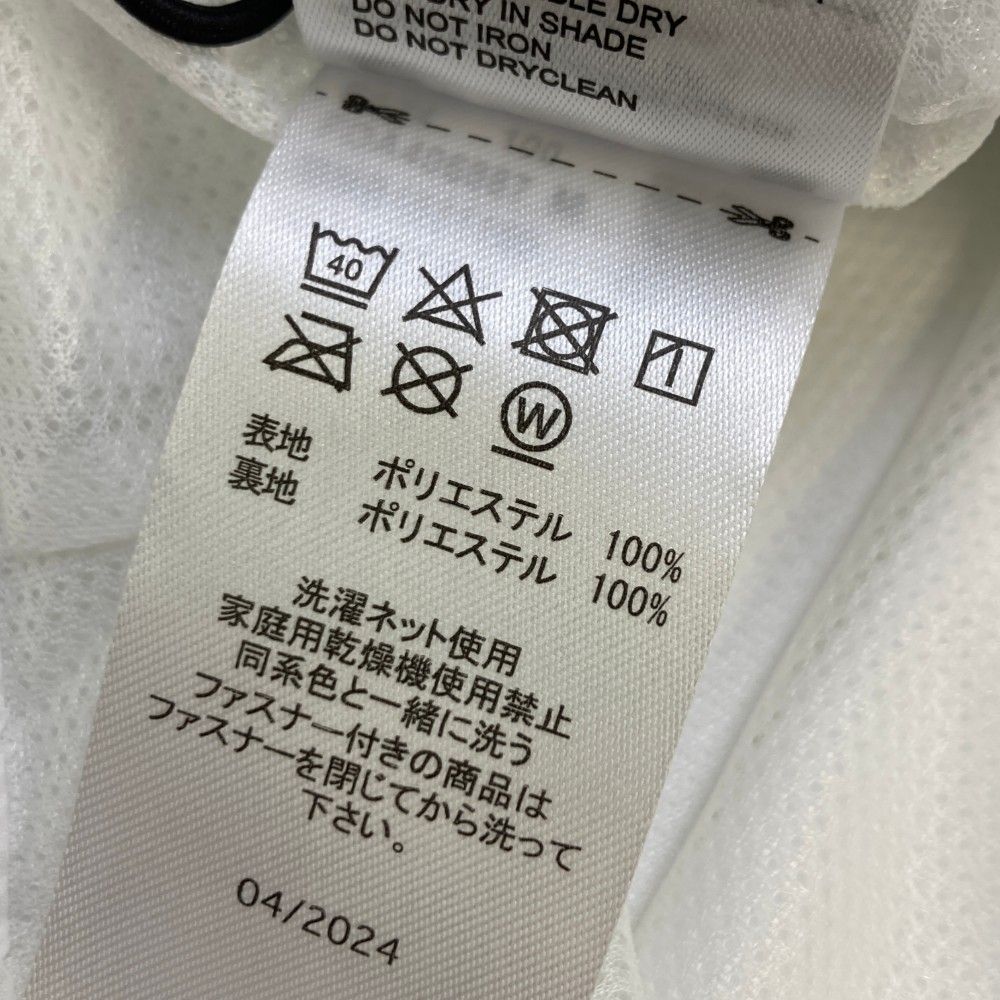 DRY
DRY IN SHADE
DO NOT IRON
DO NOT DRYCLEAN
40
W
表地 ポリエステル 100%
裏地 ポリエステル 100%
洗濯ネット使用
家庭用乾燥機使用禁止
同系色と一緒に洗う
ファスナー付きの商品は
ファスナーを閉じてから洗って
下さい。
04/2024